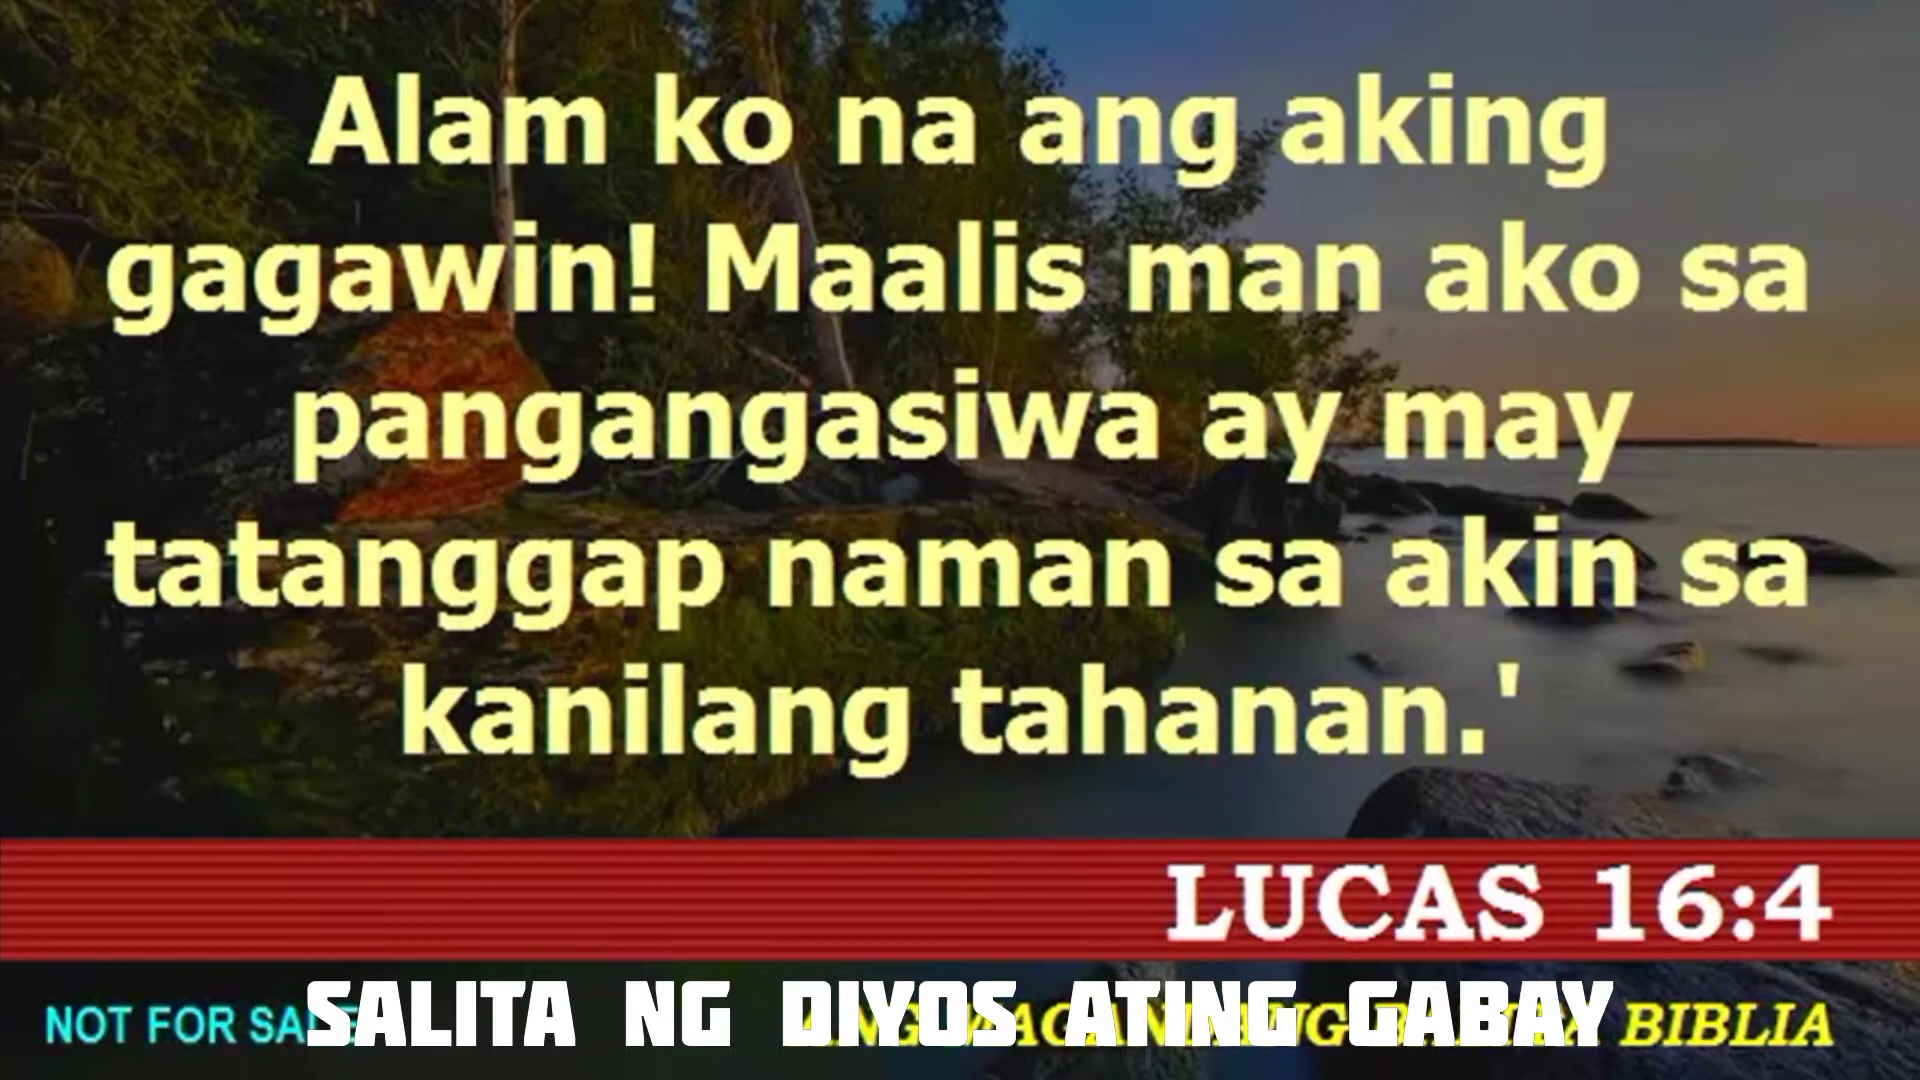 Alam ko na ang aking
gagawin! Maalis man ako sa
pangangasiwa ay may
tatanggap naman sa akin sa
kanilang tahanan.'
LUCAS 16:4
SALITA NG DIYOS ATING GABAY
NOT FOR
BIBLIA